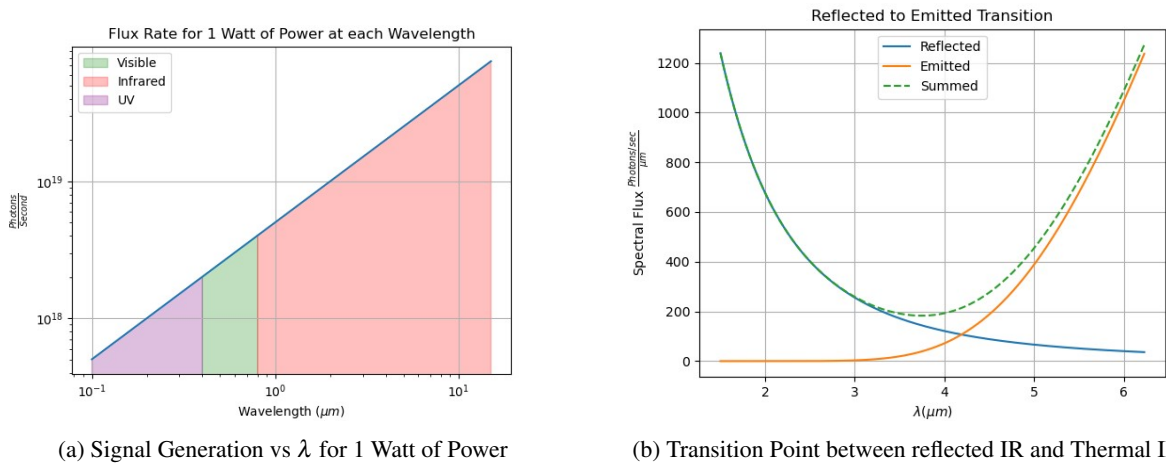 Flux Rate for 1 Watt of Power at each Wavelength
Visible
Infrared
UV
10^19
10^18
Photons
Second
10^-1
10^0
10^1
Wavelength (μm)
(a) Signal Generation vs λ for 1 Watt of Power
Reflected to Emitted Transition
Reflected
Emitted
Summed
1200
1000
800
600
400
200
0
Spectral Flux Photons/sec
μm
2 3 4 5 6
λ(μm)
(b) Transition Point between reflected IR and Thermal I